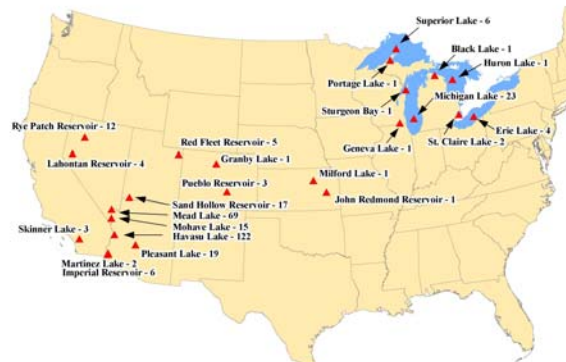 Superior Lake - 6
Black Lake - 1
Huron Lake - 1
Portage Lake - 1
Sturgeon Bay - 1
Michigan Lake - 23
Rye Patch Reservoir - 12
Red Fleet Reservoir - 5
Erie Lake - 4
Geneva Lake - 1
St. Claire Lake - 2
Lahontan Reservoir - 4
Granby Lake - 1
Milford Lake - 1
Pueblo Reservoir - 3
John Redmond Reservoir - 1
Sand Hollow Reservoir - 17
Mead Lake - 69
Skinner Lake - 3
Mohave Lake - 15
Havasu Lake - 122
Pleasant Lake - 19
Martinez Lake - 2
Imperial Reservoir - 6